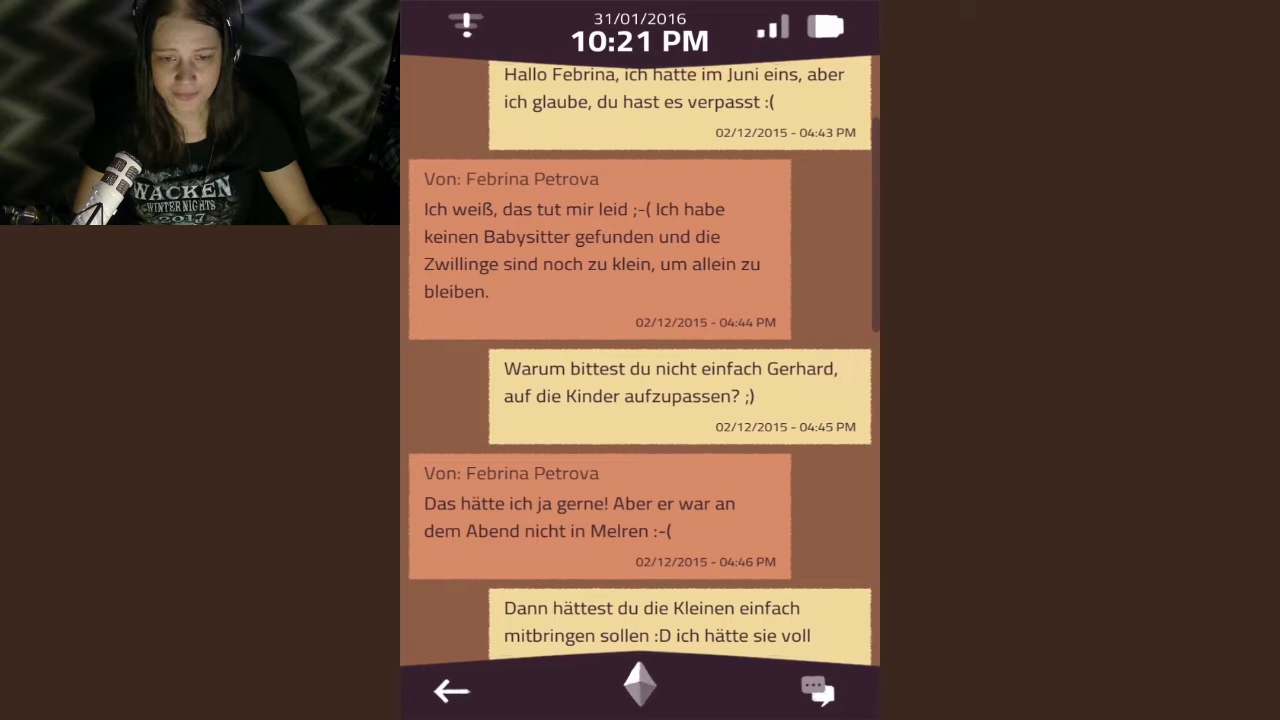 31/01/2016
10:21 PM
Hallo Febrina, ich hatte im Juni eins, aber
ich glaube, du hast es verpasst :(
02/12/2015 - 04:43 PM
Von: Febrina Petrova
Ich weiß, das tut mir leid ;-( Ich habe
keinen Babysitter gefunden und die
Zwillinge sind noch zu klein, um allein zu
bleiben.
02/12/2015 - 04:44 PM
Warum bittest du nicht einfach Gerhard,
auf die Kinder aufzupassen? ;)
02/12/2015 - 04:45 PM
Von: Febrina Petrova
Das hätte ich ja gerne! Aber er war an
dem Abend nicht in Melren :-(
02/12/2015 - 04:46 PM
Dann hättest du die Kleinen einfach
mitbringen sollen :D ich hätte sie voll
WACKEN
WINTER NIGHTS
2017